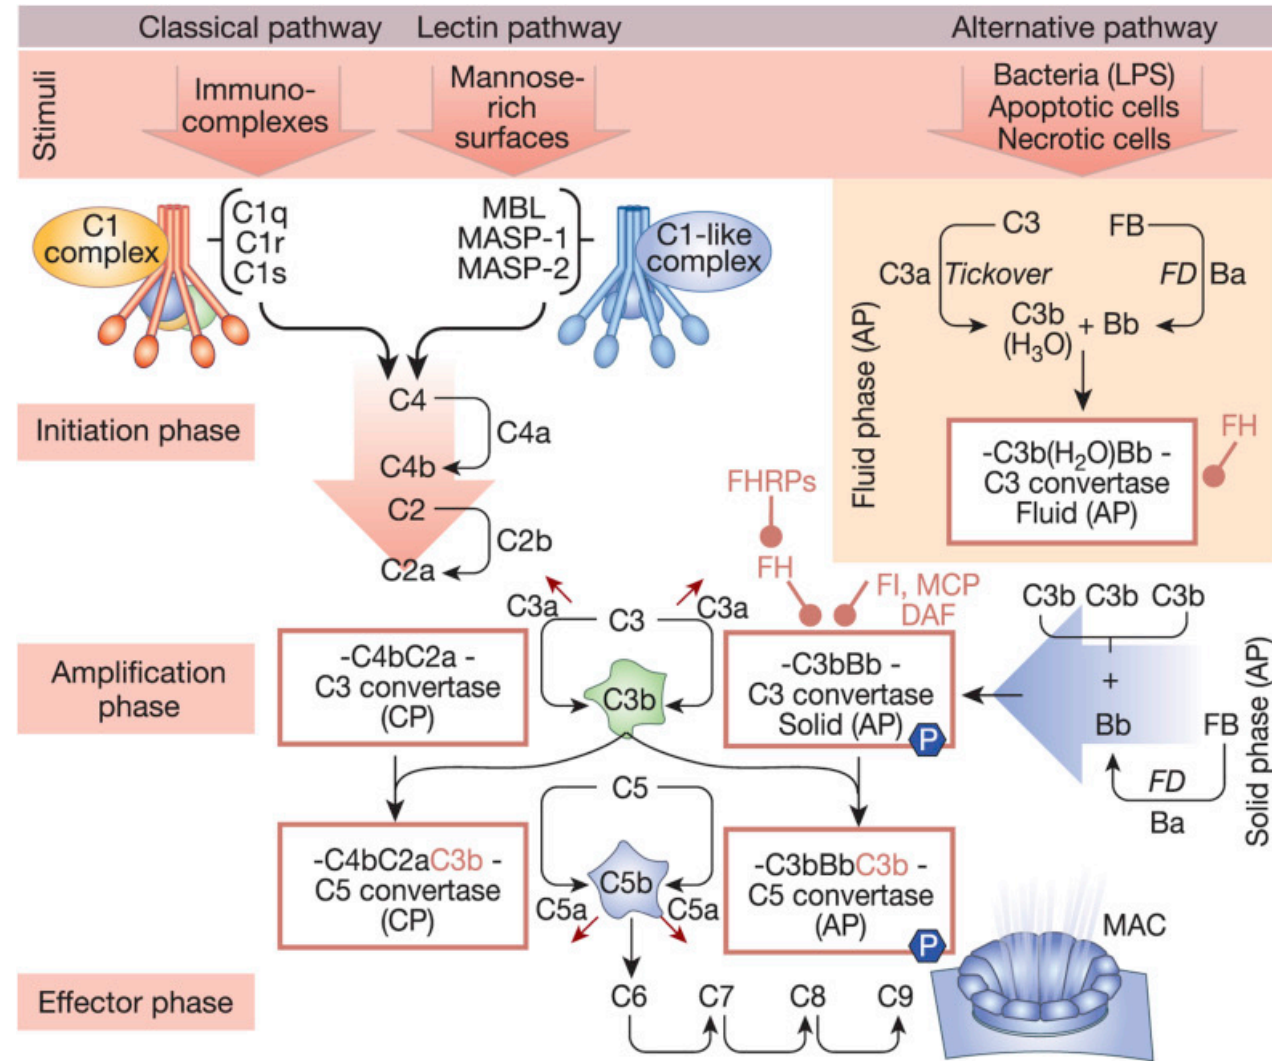 Classical pathway
Lectin pathway
Alternative pathway
Stimuli
Immuno-
complexes
Mannose-
rich
surfaces
Bacteria (LPS)
Apoptotic cells
Necrotic cells
C1
complex
C1q
C1r
C1s
MBL
MASP-1
MASP-2
C1-like
complex
Fluid phase (AP)
C3
FB
C3a
Tickover
FD
Ba
C3b
(H₃O)
+ Bb
-C3b(H₂O)Bb -
C3 convertase
Fluid (AP)
FH
Initiation phase
C4
C4a
C4b
C2
C2b
C2a
FHRPs
FH
FI, MCP
DAF
Amplification
phase
-C4bC2a -
C3 convertase
(CP)
C3a
C3
C3a
C3b
-C3bBb -
C3 convertase
Solid (AP)
P
C3b C3b C3b
+
Bb
FB
FD
Ba
Solid phase (AP)
-C4bC2aC3b -
C5 convertase
(CP)
C5
C5b
C5a
C5a
-C3bBbC3b -
C5 convertase
(AP)
P
Effector phase
C6
C7
C8
C9
MAC